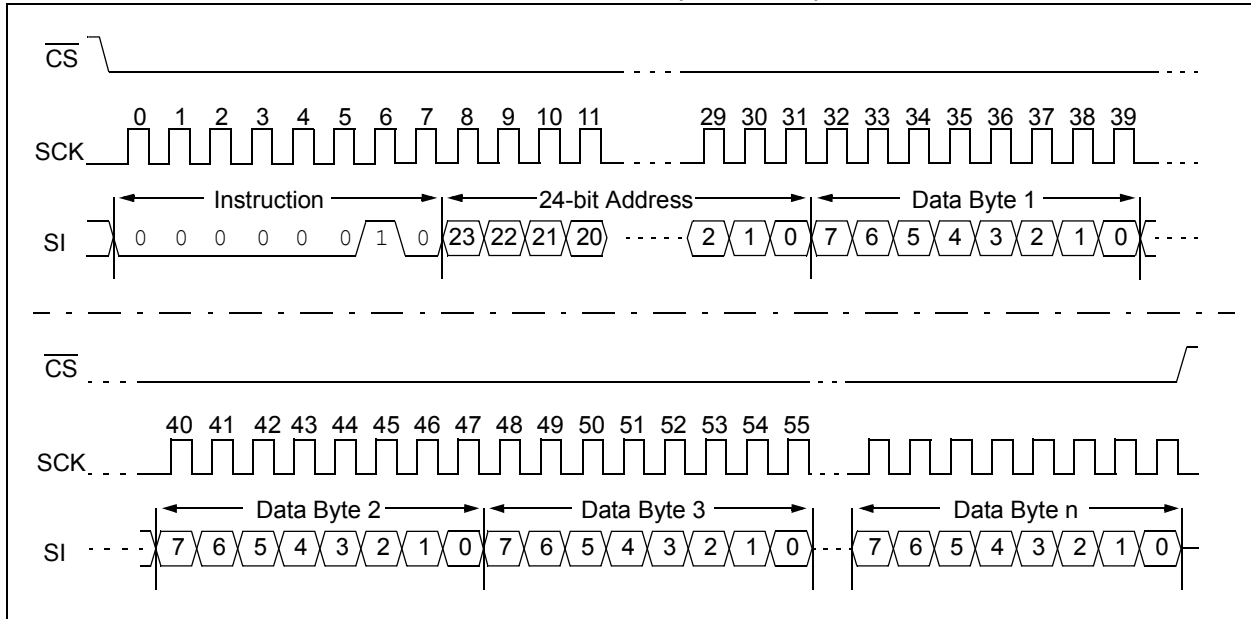 CS
0 1 2 3 4 5 6 7 8 9 10 11 29 30 31 32 33 34 35 36 37 38 39
SCK
Instruction 24-bit Address Data Byte 1
SI 0 0 0 0 0 0 1 0 23 22 21 20 2 1 0 7 6 5 4 3 2 1 0
CS
40 41 42 43 44 45 46 47 48 49 50 51 52 53 54 55
SCK
Data Byte 2 Data Byte 3 Data Byte n
SI 7 6 5 4 3 2 1 0 7 6 5 4 3 2 1 0 7 6 5 4 3 2 1 0